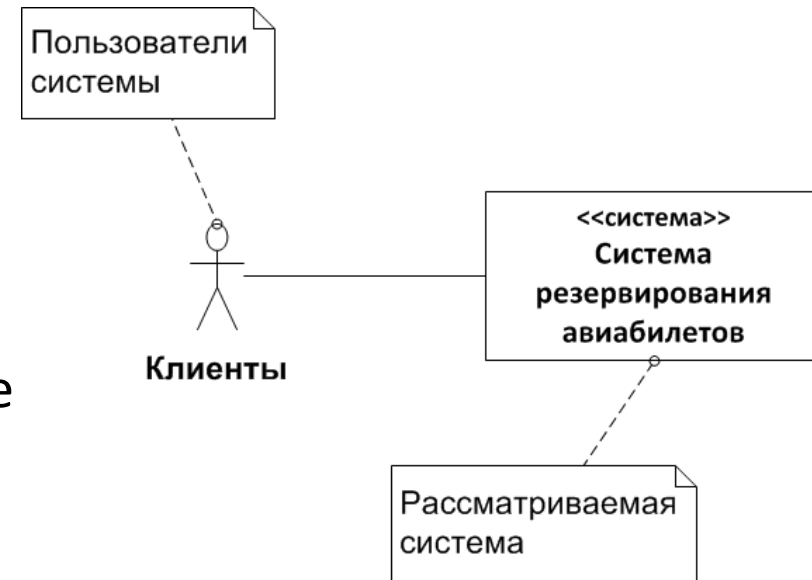 Пользователи
системы
<<система>>
Система
резервирования
авиабилетов
Клиенты
е
Рассматриваемая
система